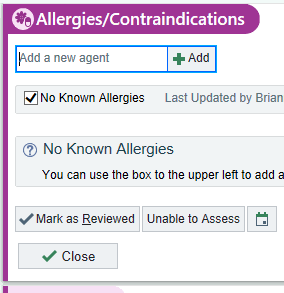 Allergies/Contraindications
Add a new agent
Add
No Known Allergies Last Updated by Brian
No Known Allergies
You can use the box to the upper left to add a
Mark as Reviewed Unable to Assess
Close